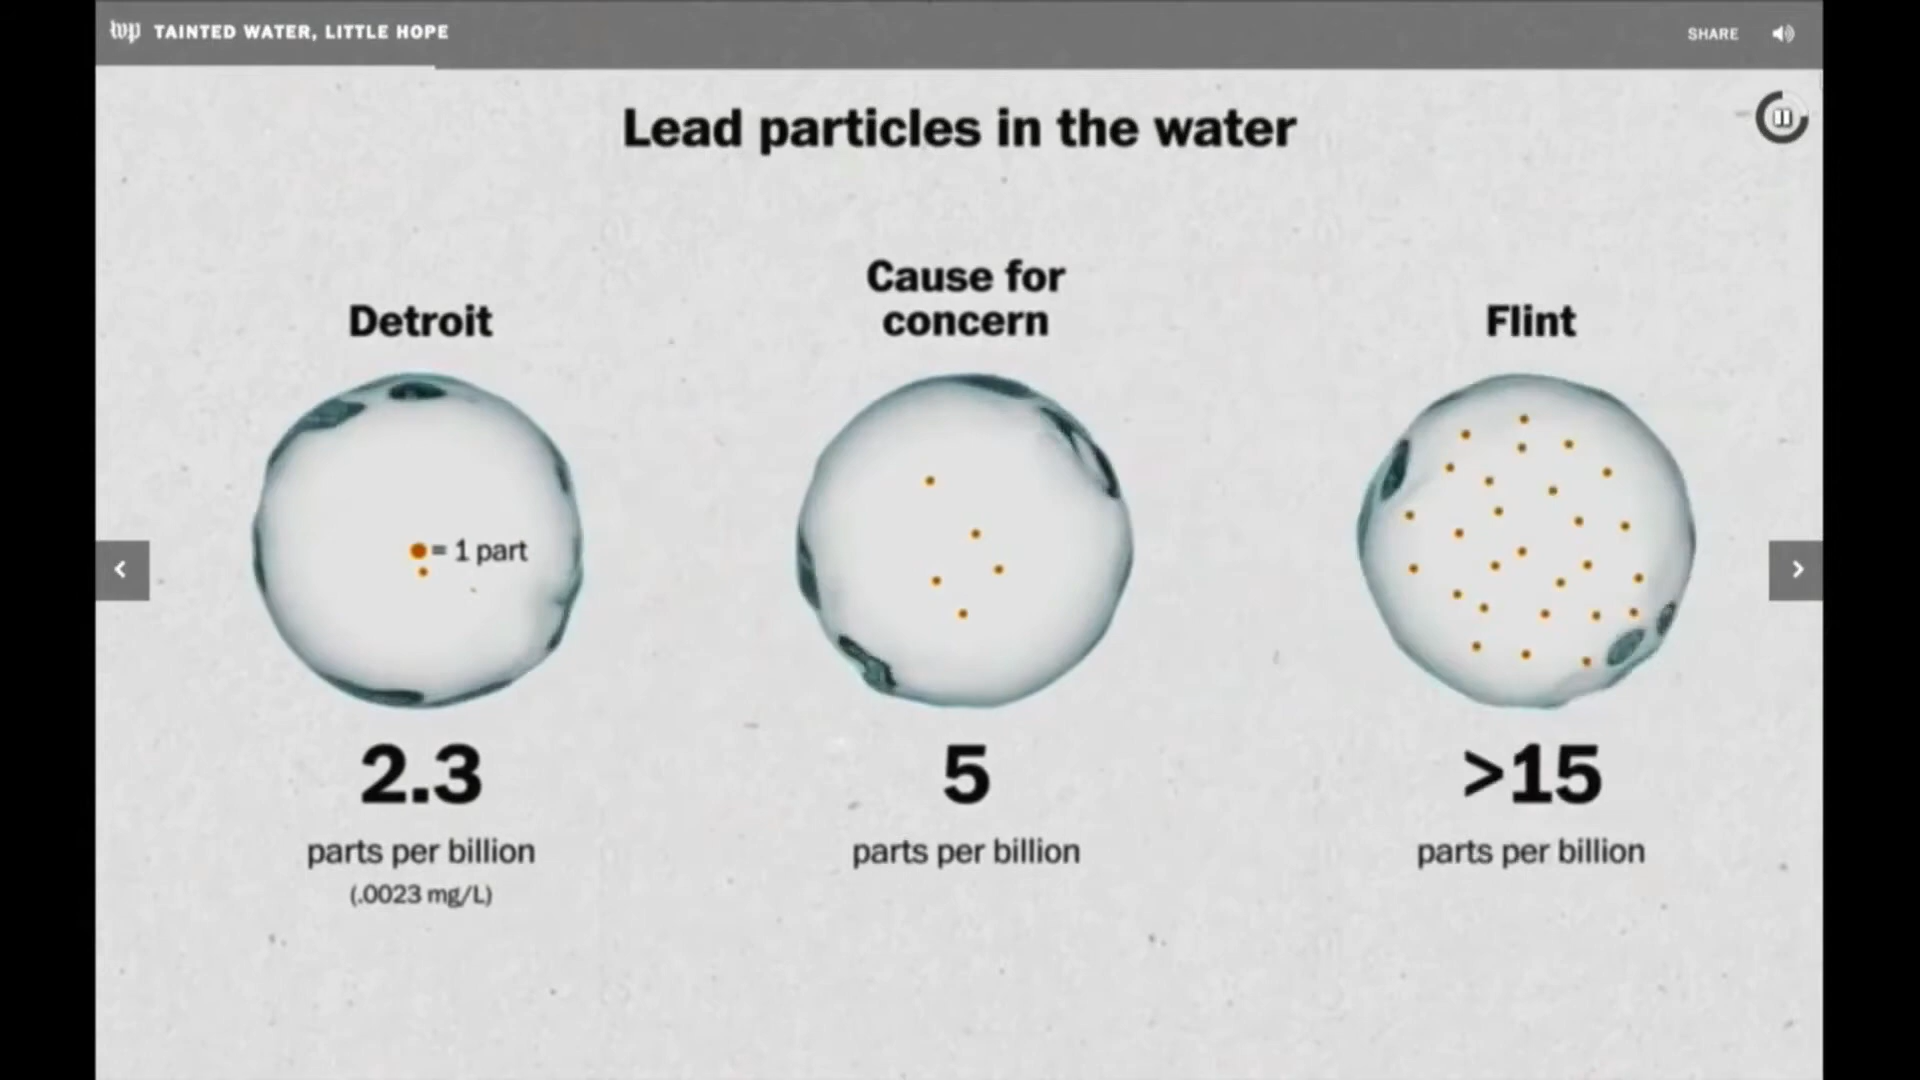 wp TAINTED WATER, LITTLE HOPE
SHARE
Lead particles in the water
Detroit
= 1 part
2.3
parts per billion
(.0023 mg/L)
Cause for
concern
5
parts per billion
Flint
>15
parts per billion